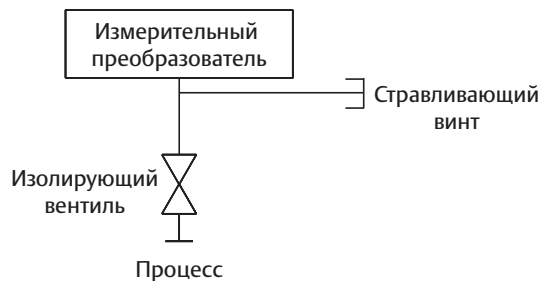 Измерительный
преобразователь
Стравливающий
винт
Изолирующий
вентиль
Процесс